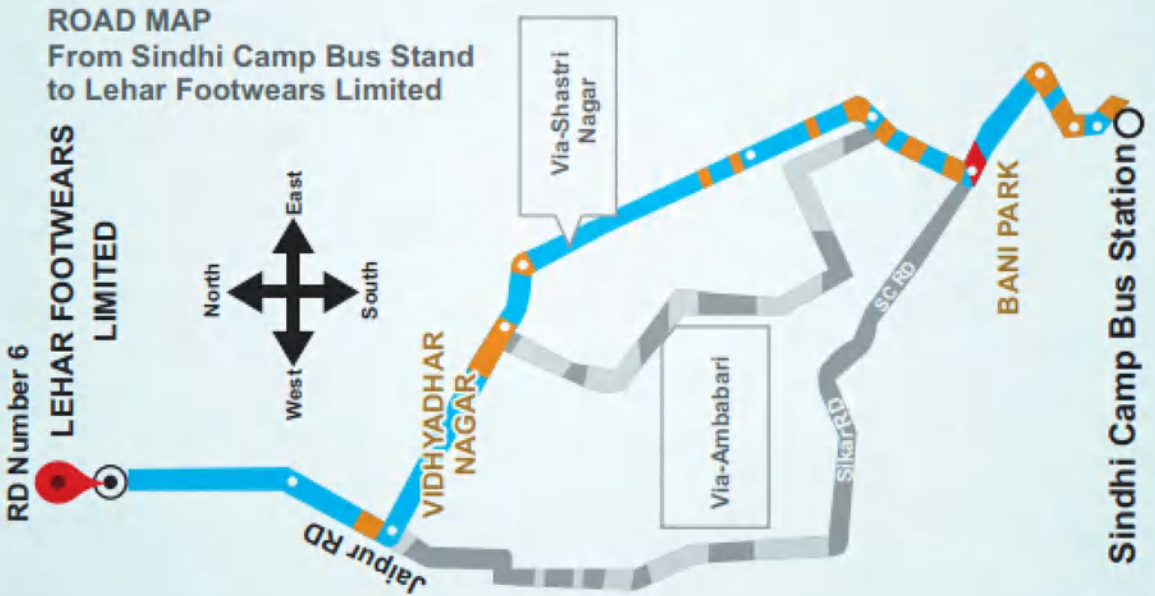 ROAD MAP
From Sindhi Camp Bus Stand
to Lehar Footwears Limited
RD Number 6
LEHAR FOOTWEARS
LIMITED
North
East
West
South
Via-Shastri
Nagar
VIDHYADHAR
NAGAR
Jaipur RD
Via-Ambabari
Sikar RD
SC RD
BANI PARK
Sindhi Camp Bus Station